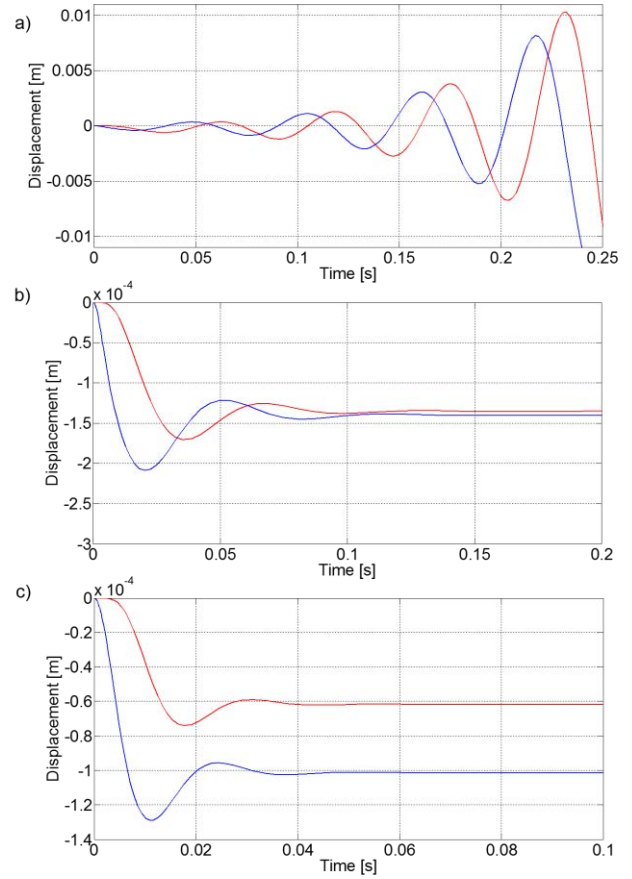 a)
Displacement [m]
0.01
0.005
0
-0.005
-0.01
0 0.05 0.1 0.15 0.2 0.25
Time [s]
b)
x 10^-4
Displacement [m]
0
-0.5
-1
-1.5
-2
-2.5
-3
0 0.05 0.1 0.15 0.2
Time [s]
c)
x 10^-4
Displacement [m]
0
-0.2
-0.4
-0.6
-0.8
-1
-1.2
-1.4
0 0.02 0.04 0.06 0.08 0.1
Time [s]